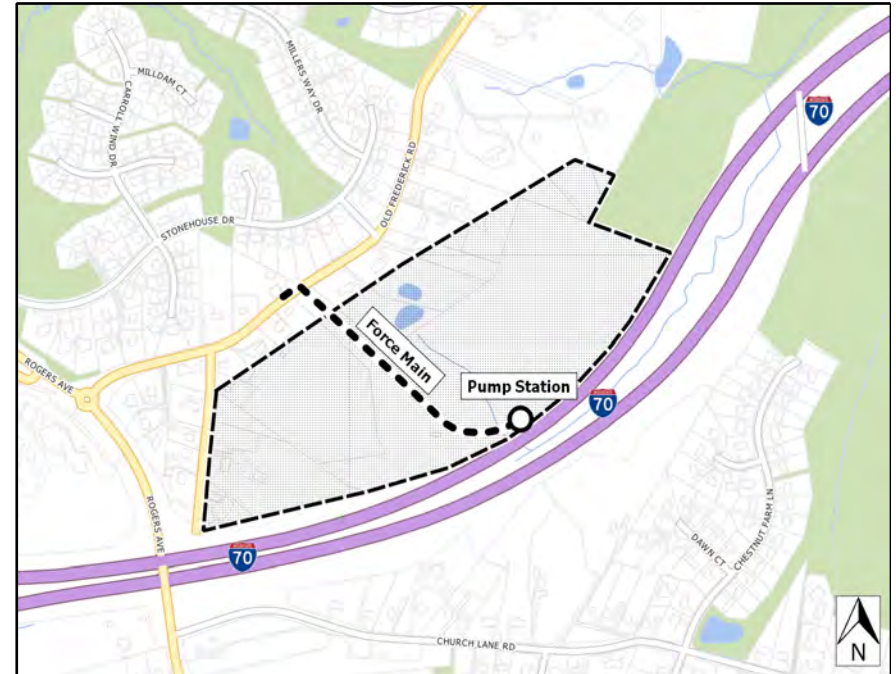 MILLERS WAY DR
MILLDAM CT
CARROLL WIND DR
70
OLD FREDERICK RD
STONEHOUSE DR
Force Main
ROGERS AVE
Pump Station
70
ROGERS AVE
70
DAWN CT
CHESTNUT FARM LN
CHURCH LANE RD
N